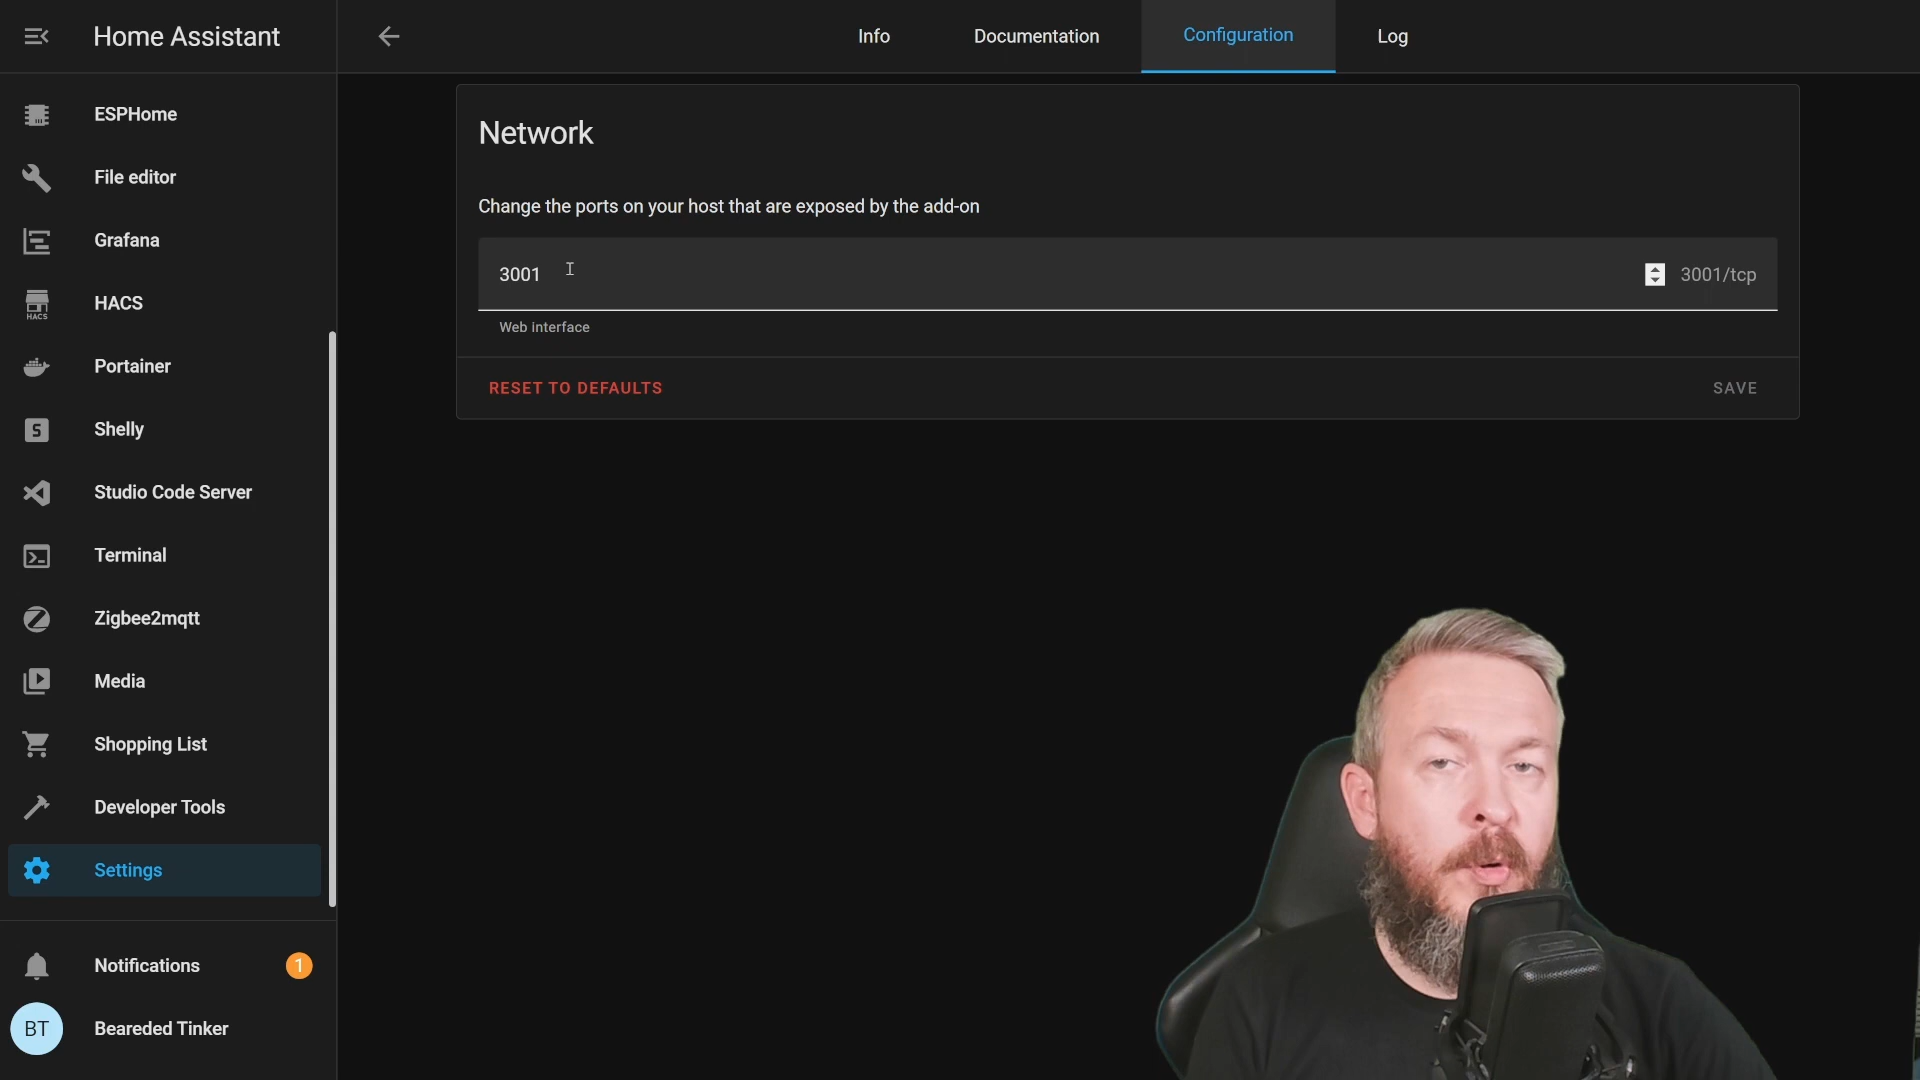 Home Assistant
Info
Documentation
Configuration
Log
ESPHome
File editor
Grafana
HACS
HACS
Portainer
Shelly
S
Studio Code Server
Terminal
Zigbee2mqtt
Media
Shopping List
Developer Tools
Settings
Notifications
1
BT
Bearded Tinker
Network
Change the ports on your host that are exposed by the add-on
3001
3001/tcp
Web interface
RESET TO DEFAULTS
SAVE